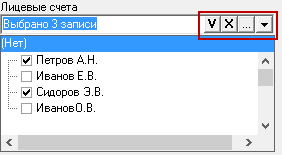 Лицевые счета
Выбрано 3 записи V X ...
(Нет)
Петров А.Н.
Иванов Е.В.
Сидоров Э.В.
ИвановО.В.